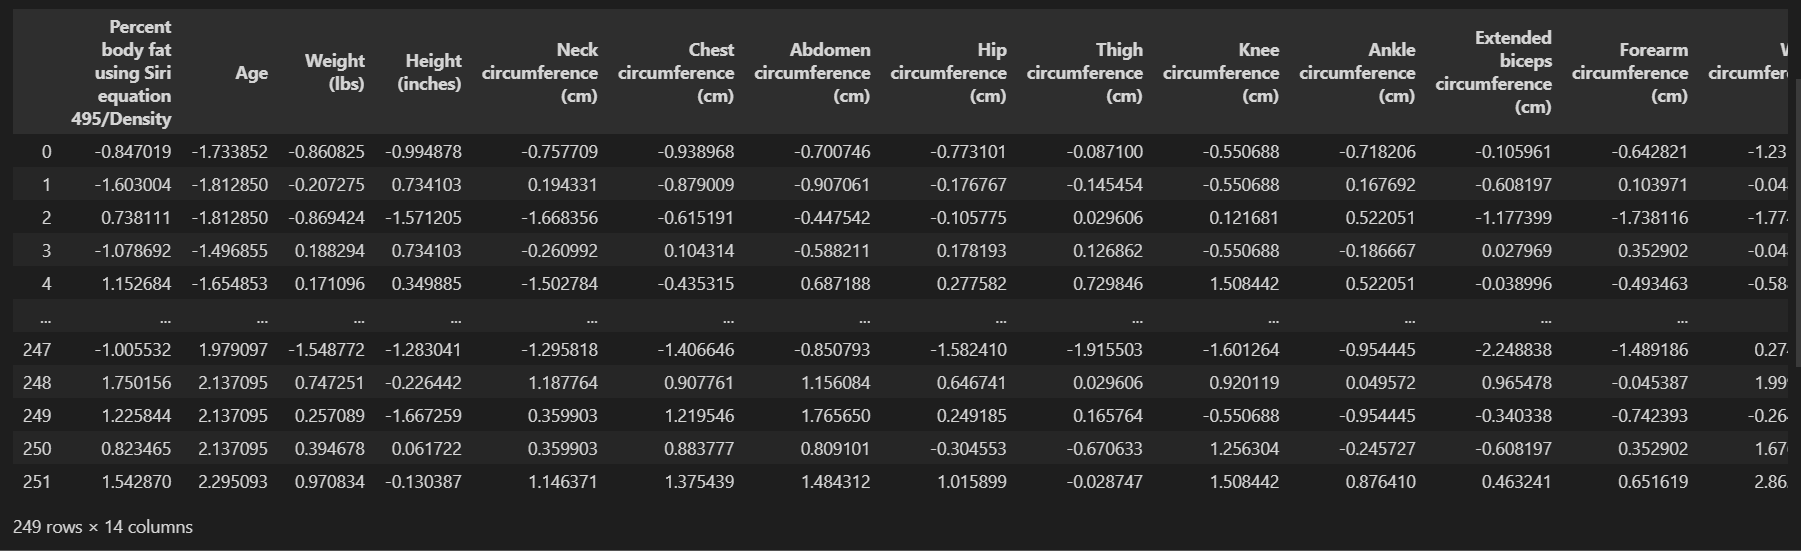 Percent body fat using Siri equation 495/Density Age Weight (lbs) Height (inches) Neck circumference (cm) Chest circumference (cm) Abdomen circumference (cm) Hip circumference (cm) Thigh circumference (cm) Knee circumference (cm) Ankle circumference (cm) Extended biceps circumference (cm) Forearm circumference (cm)
0 -0.847019 -1.733852 -0.860825 -0.994878 -0.757709 -0.938968 -0.700746 -0.773101 -0.087100 -0.550688 -0.718206 -0.105961 -0.642821 -1.23
1 -1.603004 -1.812850 -0.207275 0.734103 0.194331 -0.879009 -0.907061 -0.176767 -0.145454 -0.550688 0.167692 -0.608197 0.103971 -0.04
2 0.738111 -1.812850 -0.869424 -1.571205 -1.668356 -0.615191 -0.447542 -0.105775 0.029606 0.121681 0.522051 -1.177399 -1.738116 -1.77
3 -1.078692 -1.496855 0.188294 0.734103 -0.260992 0.104314 -0.588211 0.178193 0.126862 -0.550688 -0.186667 0.027969 0.352902 -0.04
4 1.152684 -1.654853 0.171096 0.349885 -1.502784 -0.435315 0.687188 0.277582 0.729846 1.508442 0.522051 -0.038996 -0.493463 -0.58
... ... ... ... ... ... ... ... ... ... ... ... ... ...
247 -1.005532 1.979097 -1.548772 -1.283041 -1.295818 -1.406646 -0.850793 -1.582410 -1.915503 -1.601264 -0.954445 -2.248838 -1.489186 0.27
248 1.750156 2.137095 0.747251 -0.226442 1.187764 0.907761 1.156084 0.646741 0.029606 0.920119 0.049572 0.965478 -0.045387 1.99
249 1.225844 2.137095 0.257089 -1.667259 0.359903 1.219546 1.765650 0.249185 0.165764 -0.550688 -0.954445 -0.340338 -0.742393 -0.26
250 0.823465 2.137095 0.394678 0.061722 0.359903 0.883777 0.809101 -0.304553 -0.670633 1.256304 -0.245727 -0.608197 0.352902 1.67
251 1.542870 2.295093 0.970834 -0.130387 1.146371 1.375439 1.484312 1.015899 -0.028747 1.508442 0.876410 0.463241 0.651619 2.86
249 rows × 14 columns